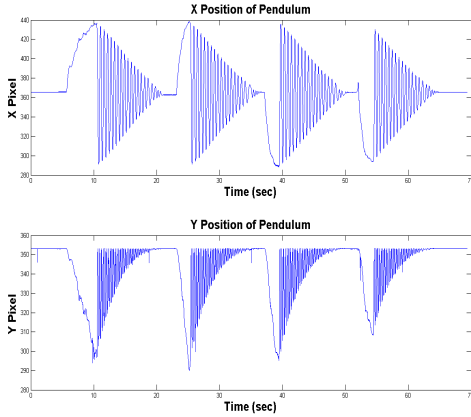 X Position of Pendulum
440
420
400
380
360
340
320
300
280
X Pixel
0 10 20 30 40 50 60 7
Time (sec)
Y Position of Pendulum
360
350
340
330
320
310
300
290
280
Y Pixel
0 10 20 30 40 50 60 7
Time (sec)